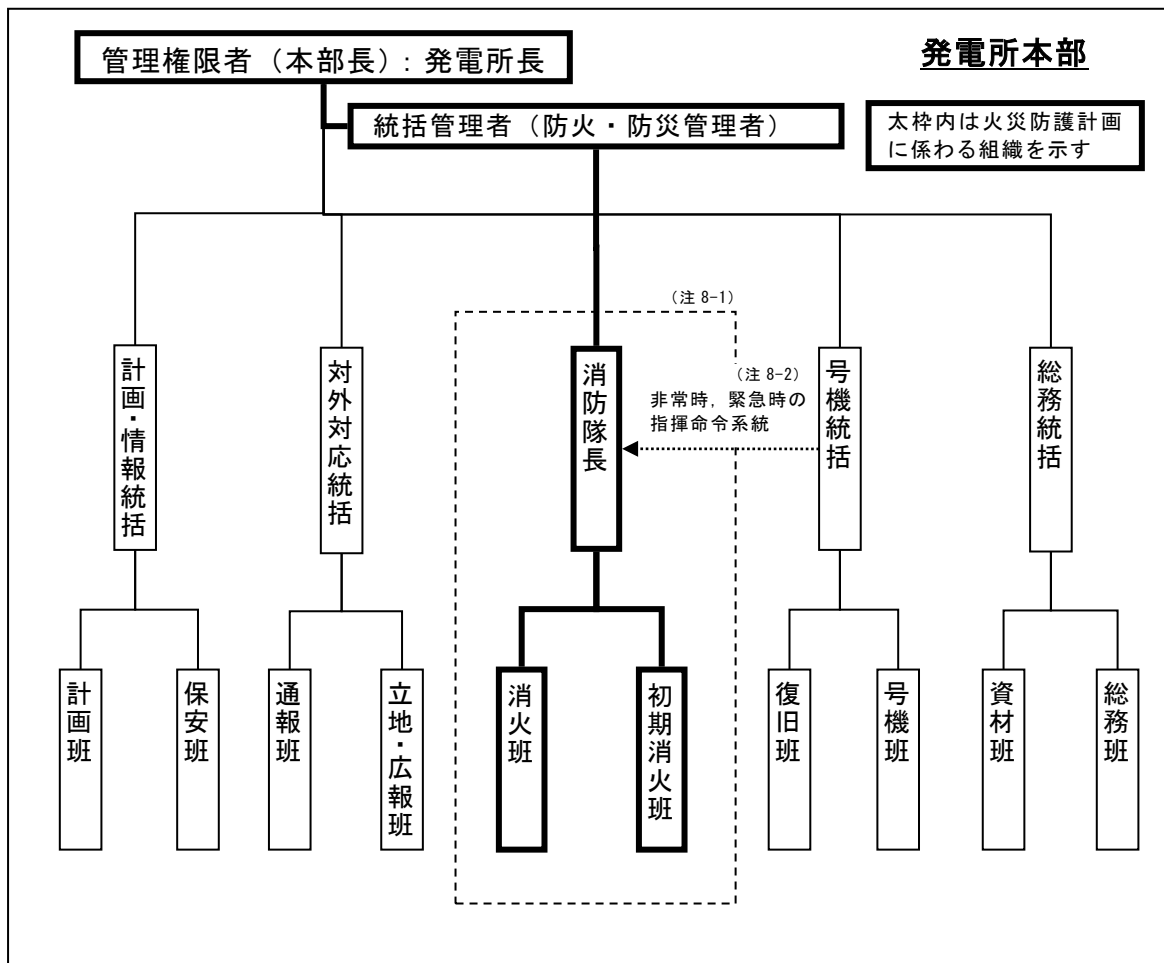 管理権限者（本部長）：発電所長
発電所本部
統括管理者（防火・防災管理者）
太枠内は火災防護計画
に係わる組織を示す
（注 8-1）
計画・情報統括
対外対応統括
消防隊長
（注 8-2）
非常時，緊急時の
指揮命令系統
号機統括
総務統括
計画班
保安班
通報班
立地・広報班
消火班
初期消火班
復旧班
号機班
資材班
総務班